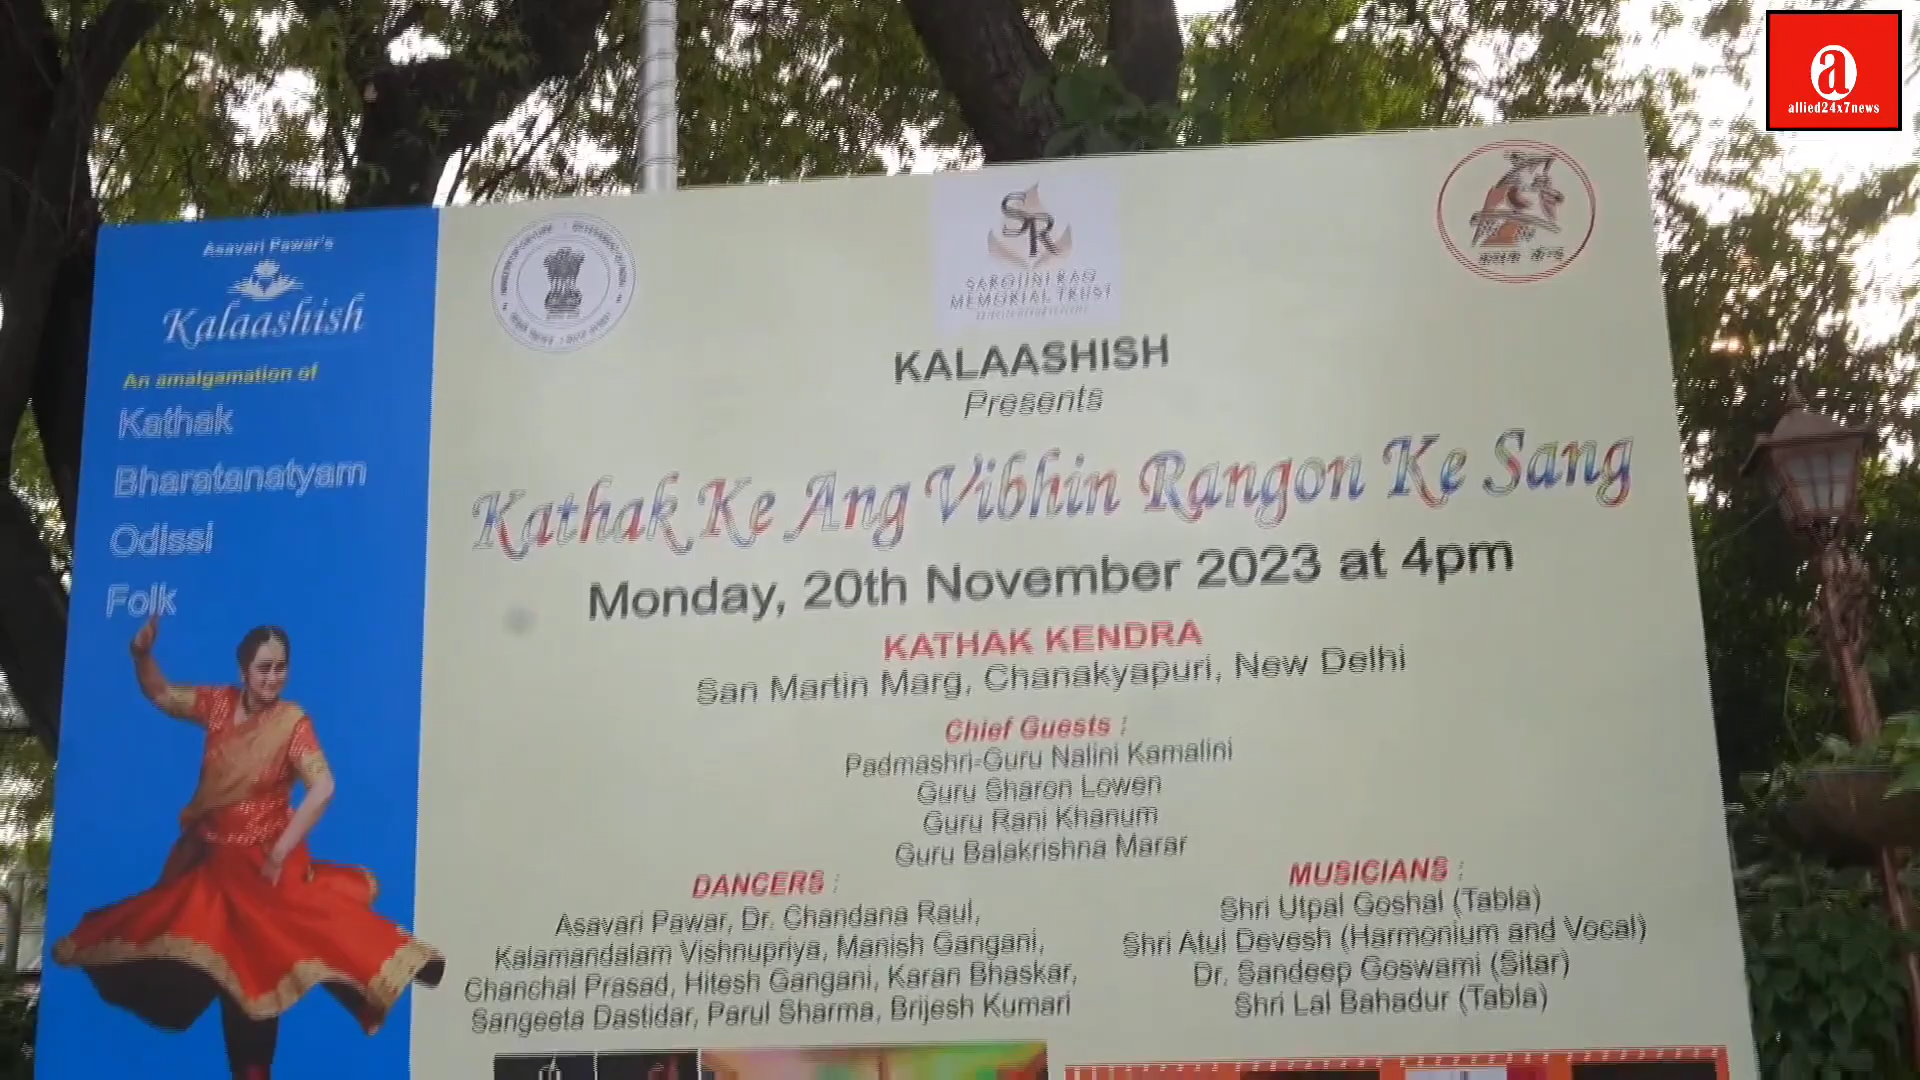 allied24x7news
Asavari Pawar's
Kalaashish
An amalgamation of
Kathak
Bharatanatyam
Odissi
Folk
SR
SAROJINI RAO
MEMORIAL TRUST
कथक केन्द्र
KALAASHISH
Presents
Kathak Ke Ang Vibhin Rangon Ke Sang
Monday, 20th November 2023 at 4pm
KATHAK KENDRA
San Martin Marg, Chanakyapuri, New Delhi
Chief Guests :
Padmashri-Guru Nalini Kamalini
Guru Sharon Lowen
Guru Rani Khanum
Guru Balakrishna Marar
DANCERS :
Asavari Pawar, Dr. Chandana Raul,
Kalamandalam Vishnupriya, Manish Gangani,
Chanchal Prasad, Hitesh Gangani, Karan Bhaskar,
Sangeeta Dastidar, Parul Sharma, Brijesh Kumari
MUSICIANS :
Shri Utpal Goshal (Tabla)
Shri Atul Devesh (Harmonium and Vocal)
Dr. Sandeep Goswami (Sitar)
Shri Lal Bahadur (Tabla)